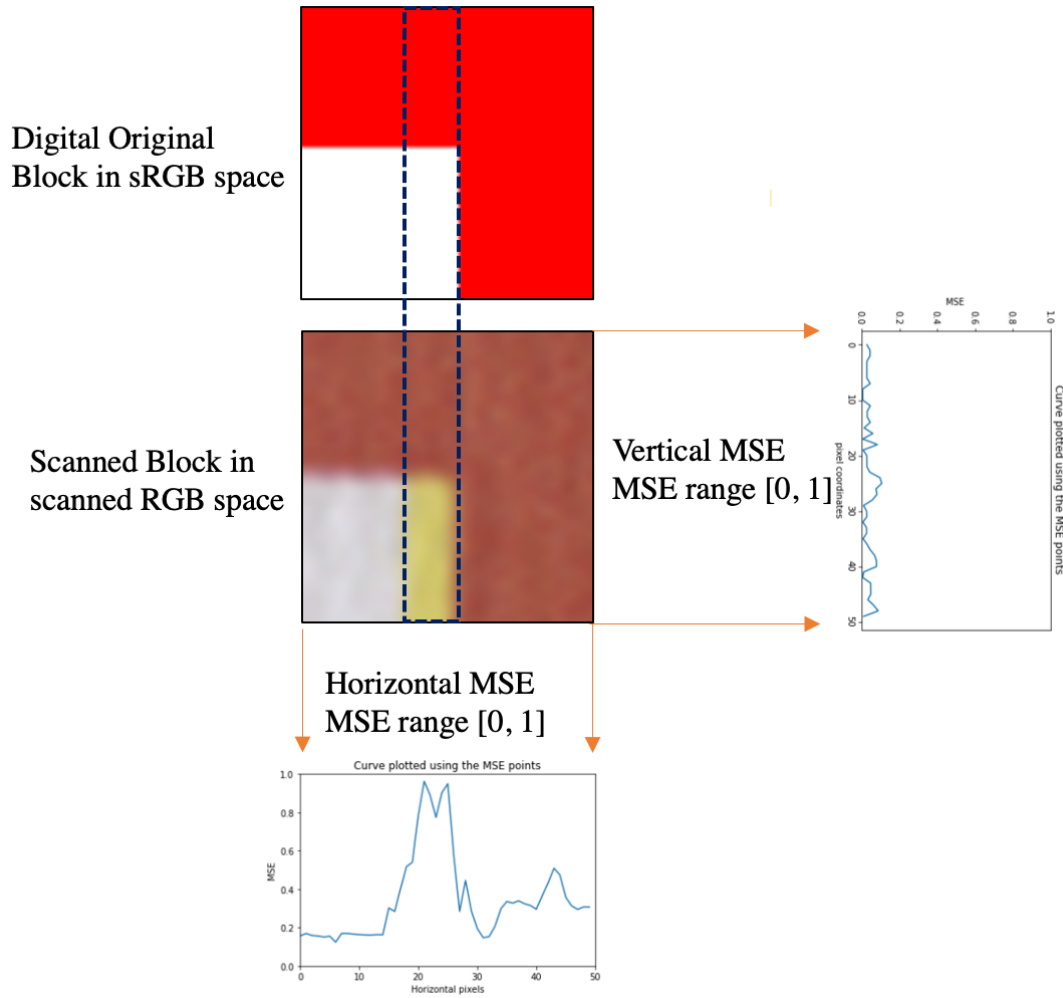 Digital Original
Block in sRGB space
Scanned Block in
scanned RGB space
Vertical MSE
MSE range [0, 1]
MSE
0.0
0.2
0.4
0.6
0.8
1.0
0
10
20
30
40
50
pixel coordinates
Curve plotted using the MSE points
Horizontal MSE
MSE range [0, 1]
Curve plotted using the MSE points
1.0
0.8
0.6
0.4
0.2
0.0
MSE
0 10 20 30 40 50
Horizontal pixels